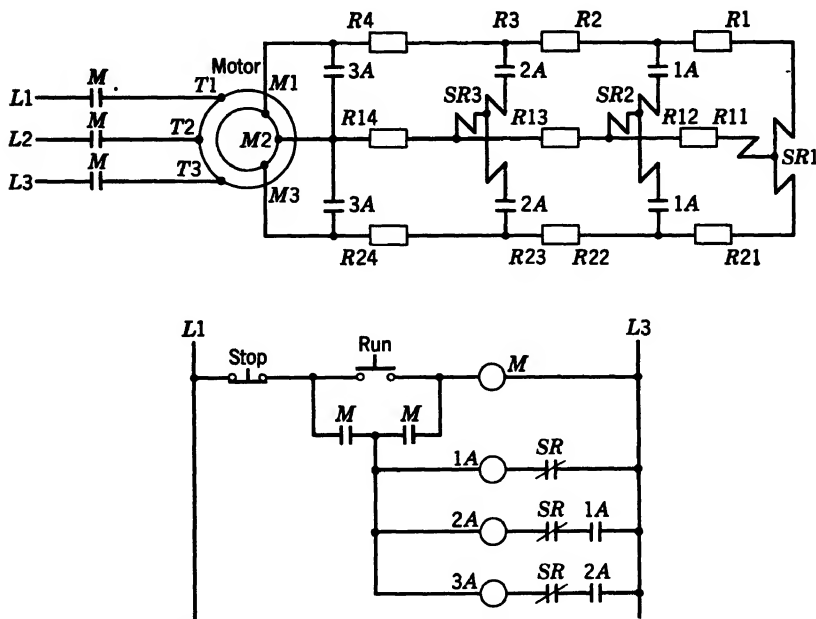 R4 R3 R2 R1
Motor
M T1 M1 3A 2A 1A
L1
SR3 SR2
M R14 R13 R12 R11
L2 T2 M2
SR1
M
L3 T3 M3 3A 2A 1A
R24 R23 R22 R21
L1 L3
Stop Run
M
M M
1A SR
2A SR 1A
3A SR 2A